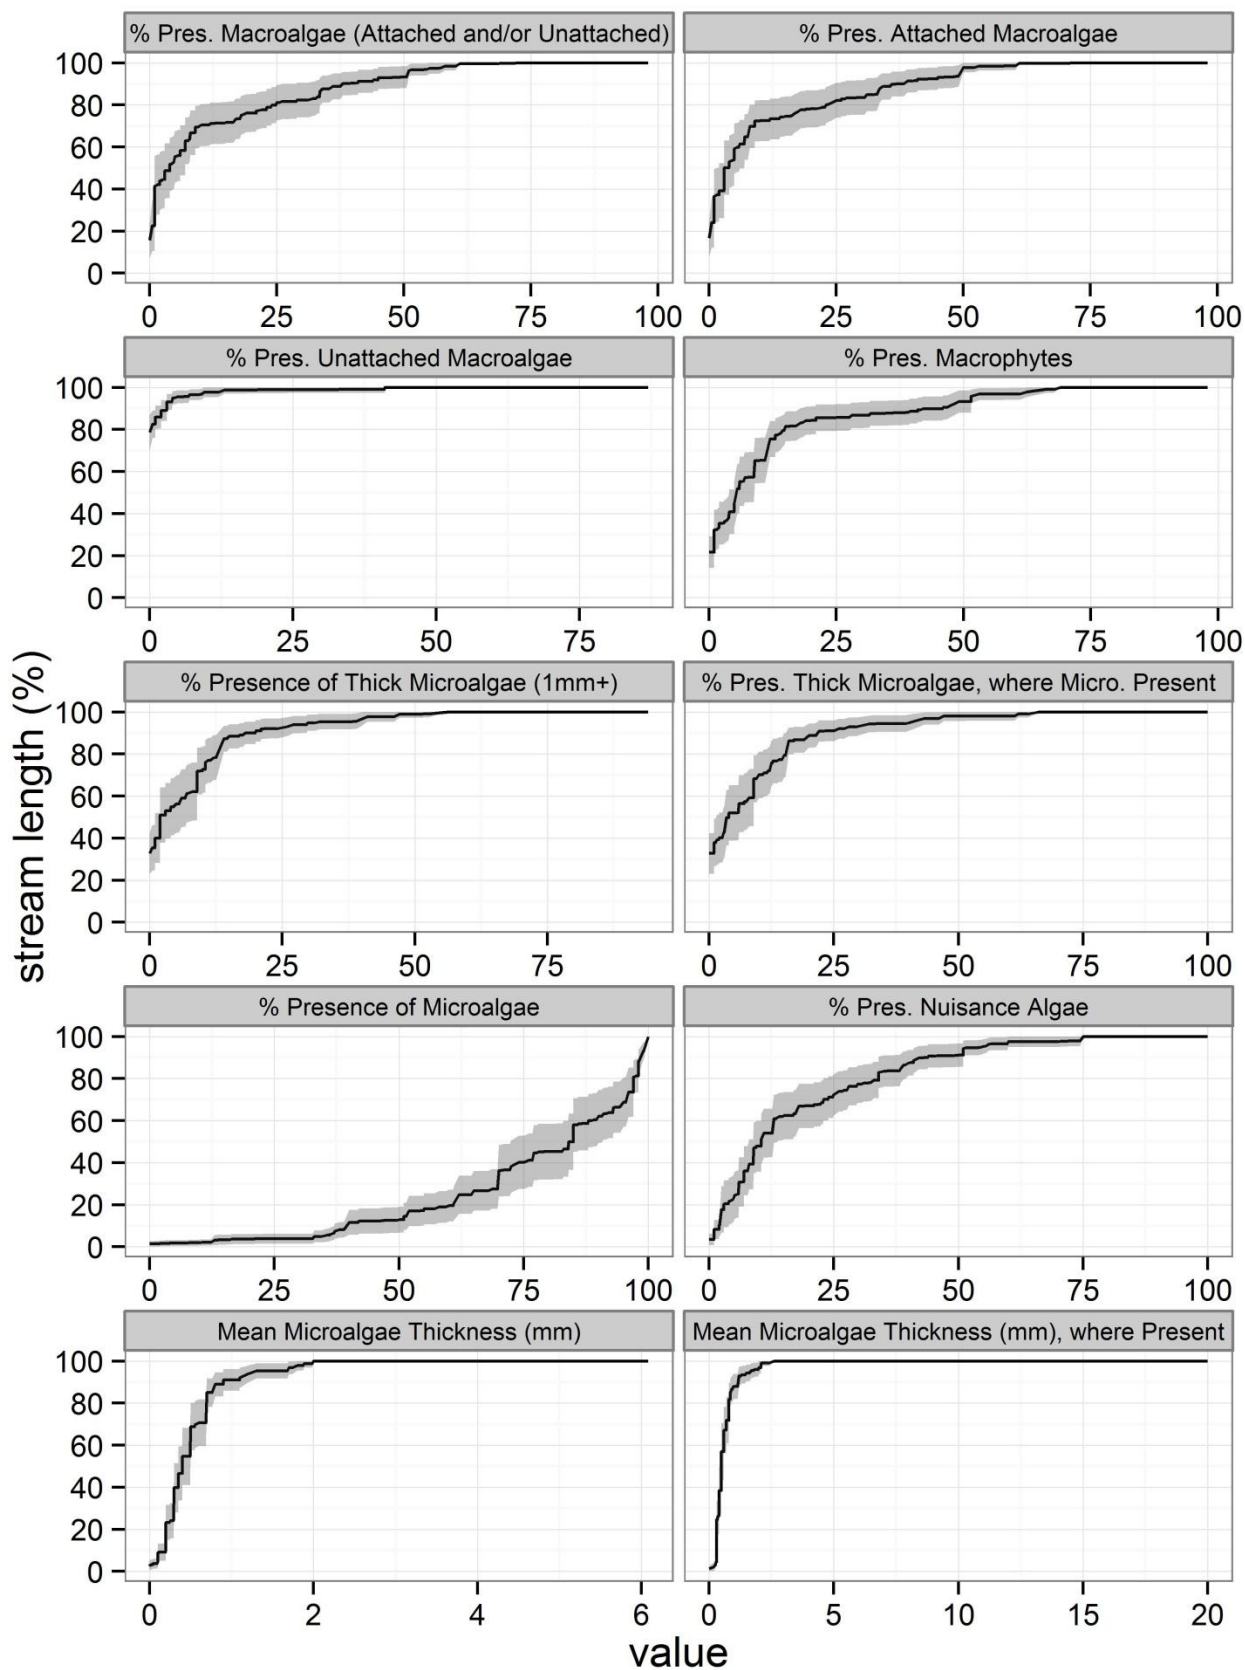 % Pres. Macroalgae (Attached and/or Unattached)
% Pres. Attached Macroalgae
100
80
60
40
20
0
0 25 50 75 100
0 25 50 75 100
% Pres. Unattached Macroalgae
% Pres. Macrophytes
100
80
60
40
20
0
0 25 50 75
0 25 50 75 100
% Presence of Thick Microalgae (1mm+)
% Pres. Thick Microalgae, where Micro. Present
100
80
60
40
20
0
0 25 50 75
0 25 50 75 100
% Presence of Microalgae
% Pres. Nuisance Algae
100
80
60
40
20
0
0 25 50 75 100
0 25 50 75 100
Mean Microalgae Thickness (mm)
Mean Microalgae Thickness (mm), where Present
100
80
60
40
20
0
0 2 4 6
0 5 10 15 20
stream length (%)
value